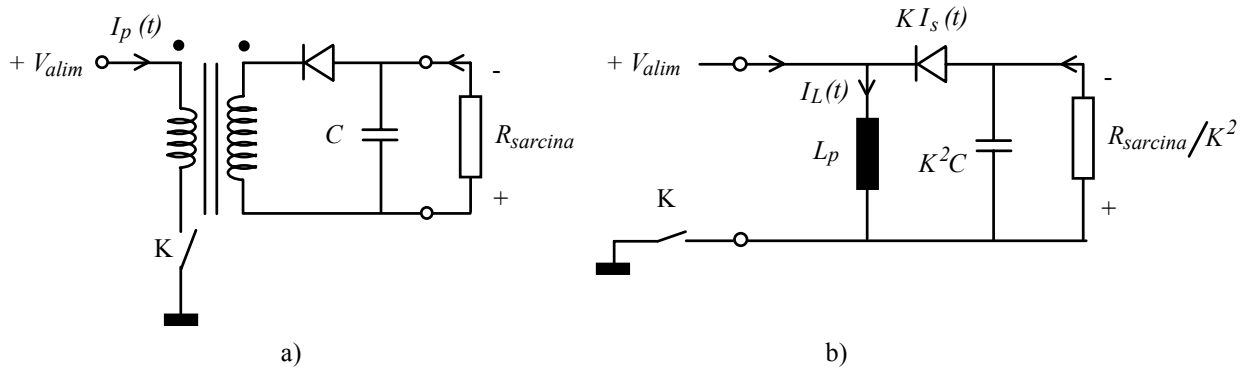 I_p (t)
+ V_alim
C
-
R_sarcina
+
K
a)
K I_s (t)
+ V_alim
I_L(t)
L_p
K^2C
-
R_sarcina/K^2
+
K
b)